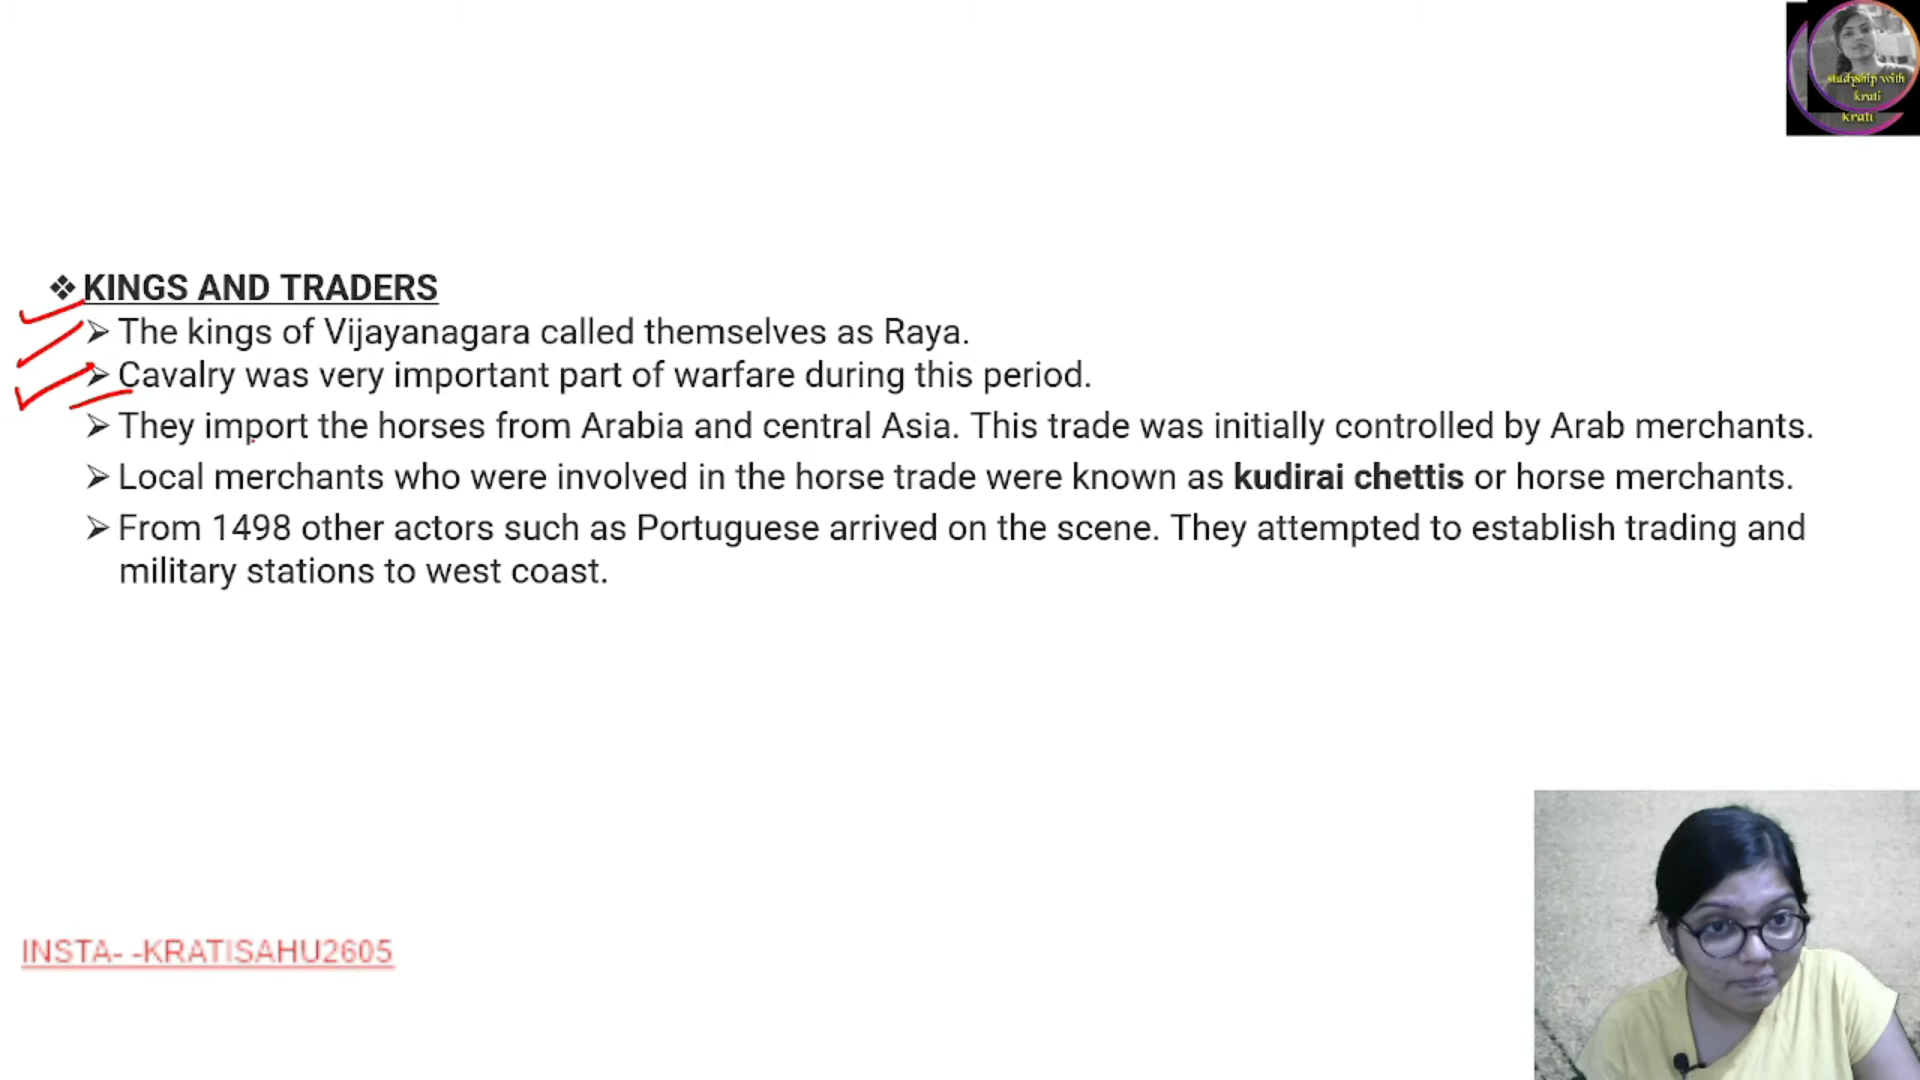 studyship with
krati
krati
❖ KINGS AND TRADERS
➢ The kings of Vijayanagara called themselves as Raya.
➢ Cavalry was very important part of warfare during this period.
➢ They import the horses from Arabia and central Asia. This trade was initially controlled by Arab merchants.
➢ Local merchants who were involved in the horse trade were known as kudirai chettis or horse merchants.
➢ From 1498 other actors such as Portuguese arrived on the scene. They attempted to establish trading and
military stations to west coast.
INSTA- -KRATISAHU2605